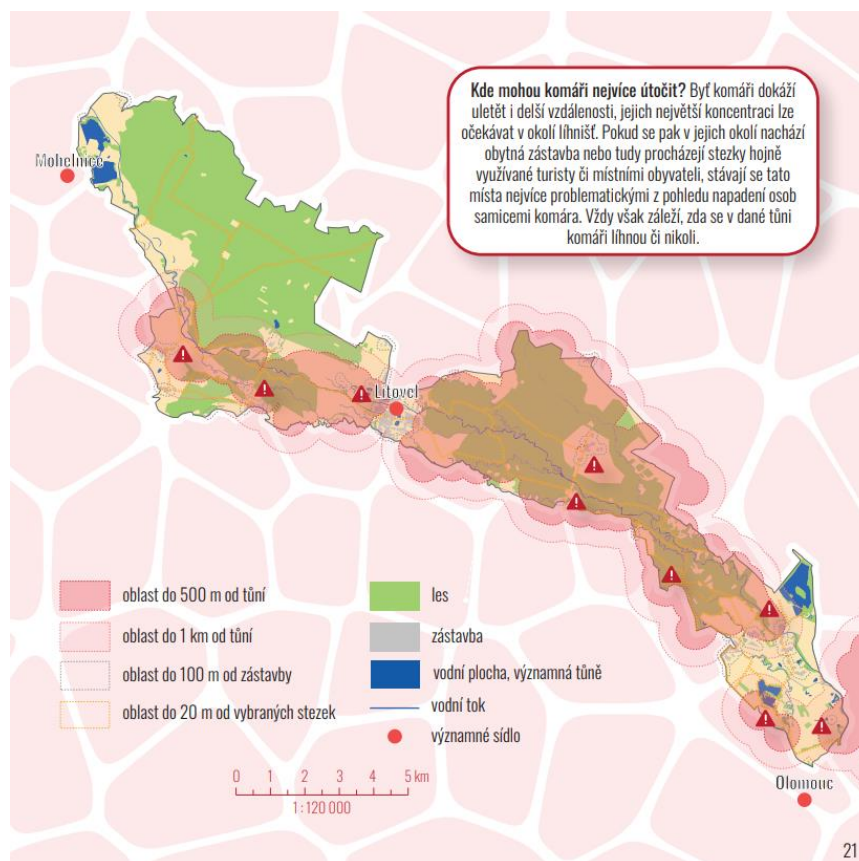 Kde mohou komáři nejvíce útočit? Byť komáři dokáží
uletět i delší vzdálenosti, jejich největší koncentraci lze
očekávát v okolí líhnišť. Pokud se pak v jejich okolí nachází
obytná zástavba nebo tudy procházejí stezky hojně
využívané turisty či místními obyvateli, stávají se tato
místa nejvíce problematickými z pohledu napadení osob
samicemi komára. Vždy však záleží, zda se v dané tůni
komáři líhnou či nikoli.
Mohelnice
Litovel
oblast do 500 m od tůní
oblast do 1 km od tůní
oblast do 100 m od zástavby
oblast do 20 m od vybraných stezek
les
zástavba
vodní plocha, významná tůně
vodní tok
významné sídlo
0 1 2 3 4 5 km
1 : 120 000
Olomouc
21